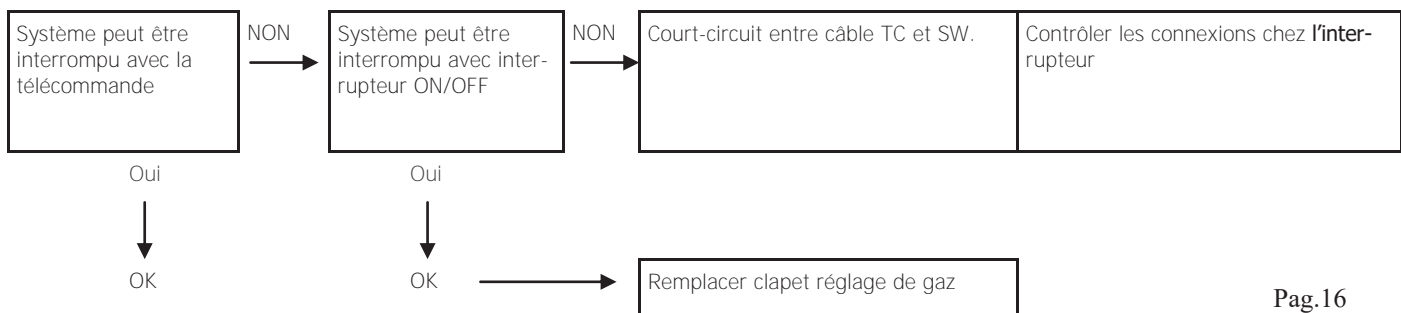 Système peut être
interrompu avec la
télécommande
NON
Système peut être
interrompu avec inter-
rupteur ON/OFF
NON
Court-circuit entre câble TC et SW.
Contrôler les connexions chez l'inter-
rupteur
Oui
Oui
OK
OK
Remplacer clapet réglage de gaz
Pag.16